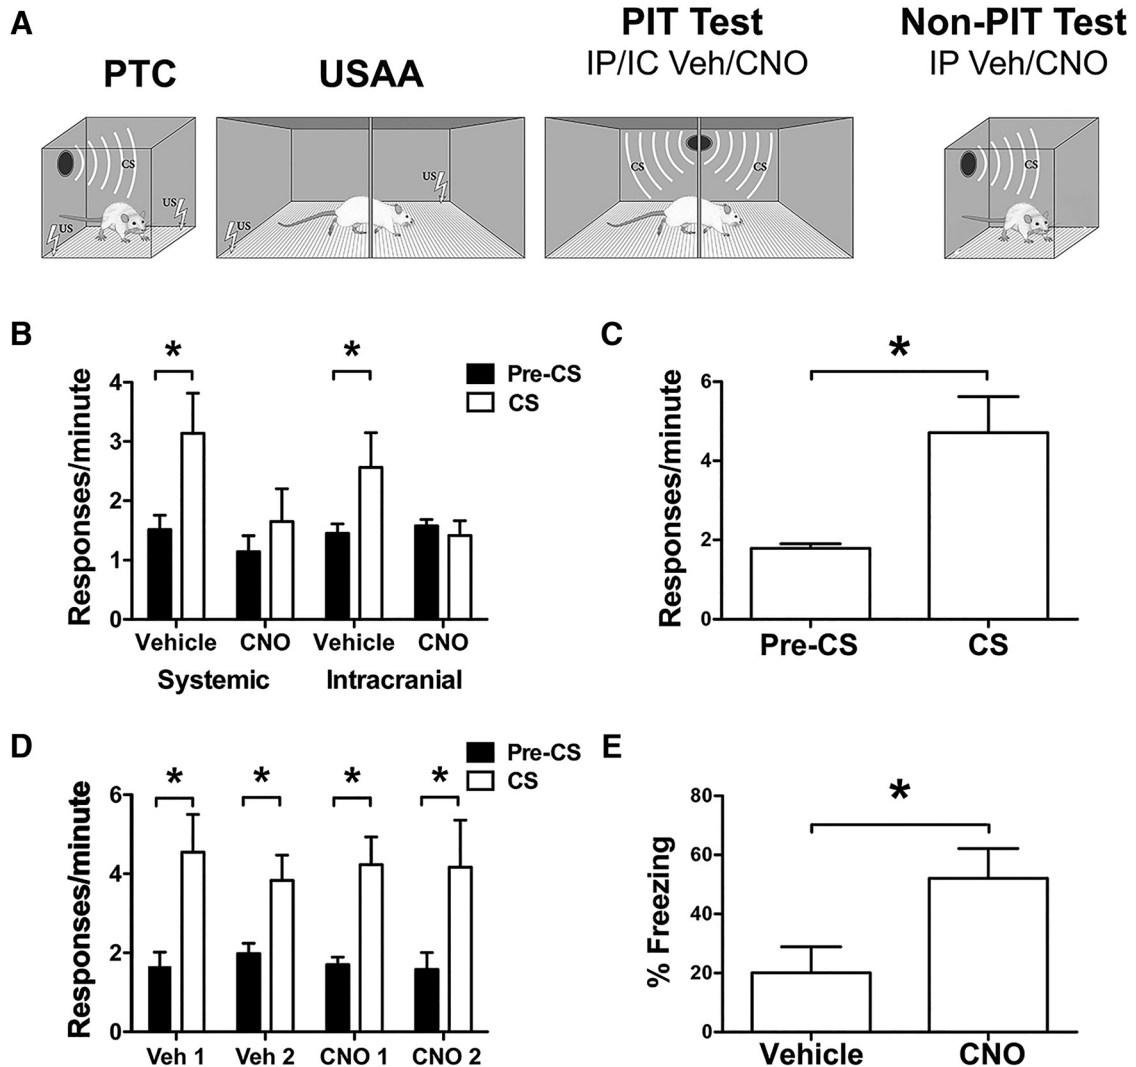 A
PTC
USAA
PIT Test
IP/IC Veh/CNO
Non-PIT Test
IP Veh/CNO
CS
US
US
US
US
CS
CS
CS
B
Responses/minute
4
3
2
1
0
*
*
Pre-CS
CS
Vehicle
CNO
Vehicle
CNO
Systemic
Intracranial
C
Responses/minute
6
4
2
0
*
Pre-CS
CS
D
Responses/minute
6
4
2
0
*
*
*
*
Pre-CS
CS
Veh 1
Veh 2
CNO 1
CNO 2
E
% Freezing
80
60
40
20
0
*
Vehicle
CNO